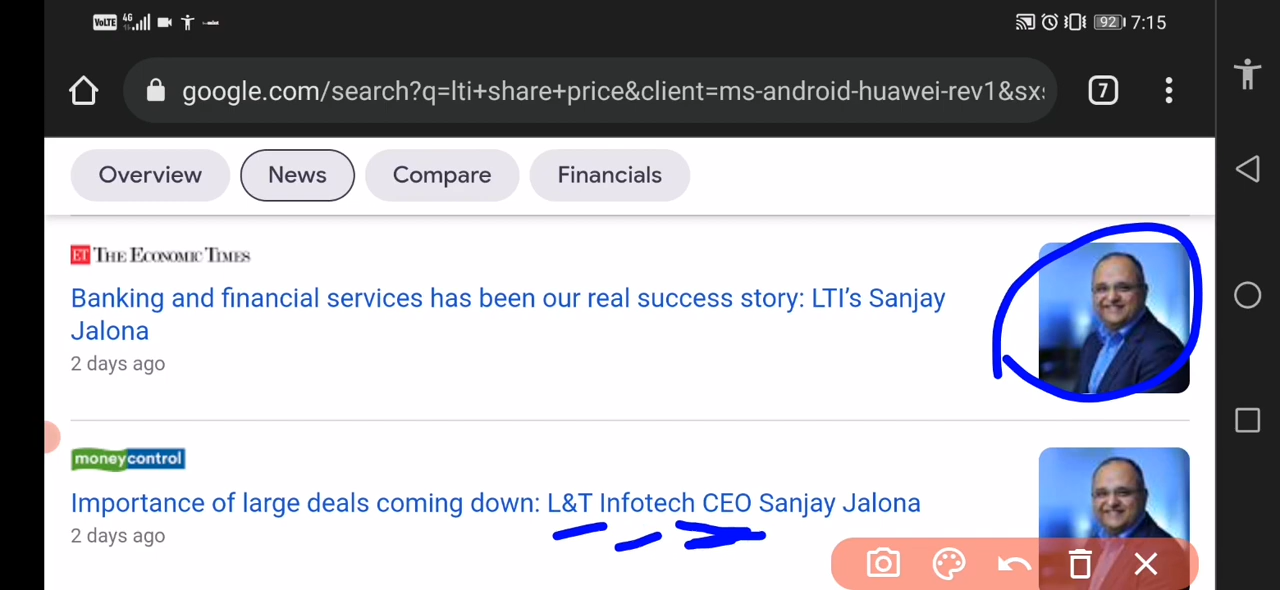 VoLTE 4G 92 7:15
google.com/search?q=lti+share+price&client=ms-android-huawei-rev1&sx
7
Overview News Compare Financials
ET THE ECONOMIC TIMES
Banking and financial services has been our real success story: LTI’s Sanjay
Jalona
2 days ago
moneycontrol
Importance of large deals coming down: L&T Infotech CEO Sanjay Jalona
2 days ago